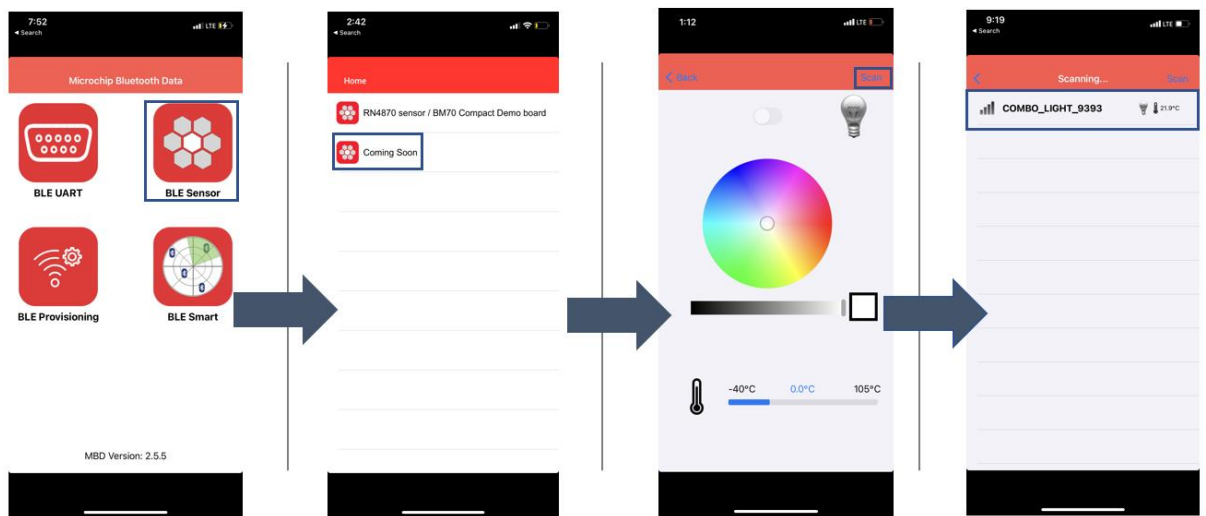 7:52
LTE
◄ Search
Microchip Bluetooth Data
BLE UART
BLE Sensor
BLE Provisioning
BLE Smart
MBD Version: 2.5.5
2:42
◄ Search
Home
RN4870 sensor / BM70 Compact Demo board
Coming Soon
1:12
LTE
Back
Scan
-40°C
0.0°C
105°C
9:19
LTE
◄ Search
Scanning...
Scan
COMBO_LIGHT_9393
21.9°C